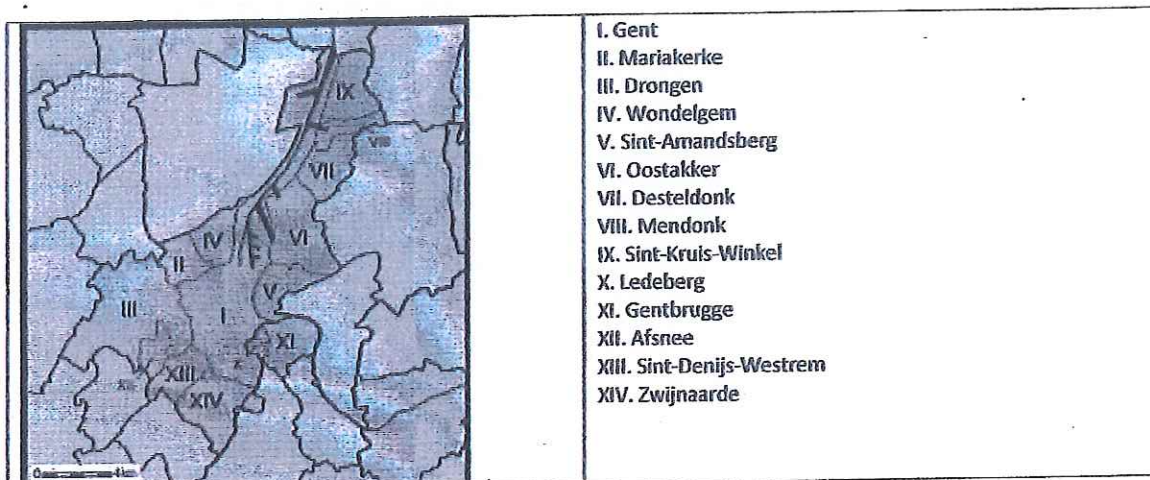 IX
VIII
VII
IV
VI
II
V
III
I
XI
X
XIII
XII
XIV
I. Gent
II. Mariakerke
III. Drongen
IV. Wondelgem
V. Sint-Amandsberg
VI. Oostakker
VII. Desteldonk
VIII. Mendonk
IX. Sint-Kruis-Winkel
X. Ledeberg
XI. Gentbrugge
XII. Afsnee
XIII. Sint-Denijs-Westrem
XIV. Zwijnaarde